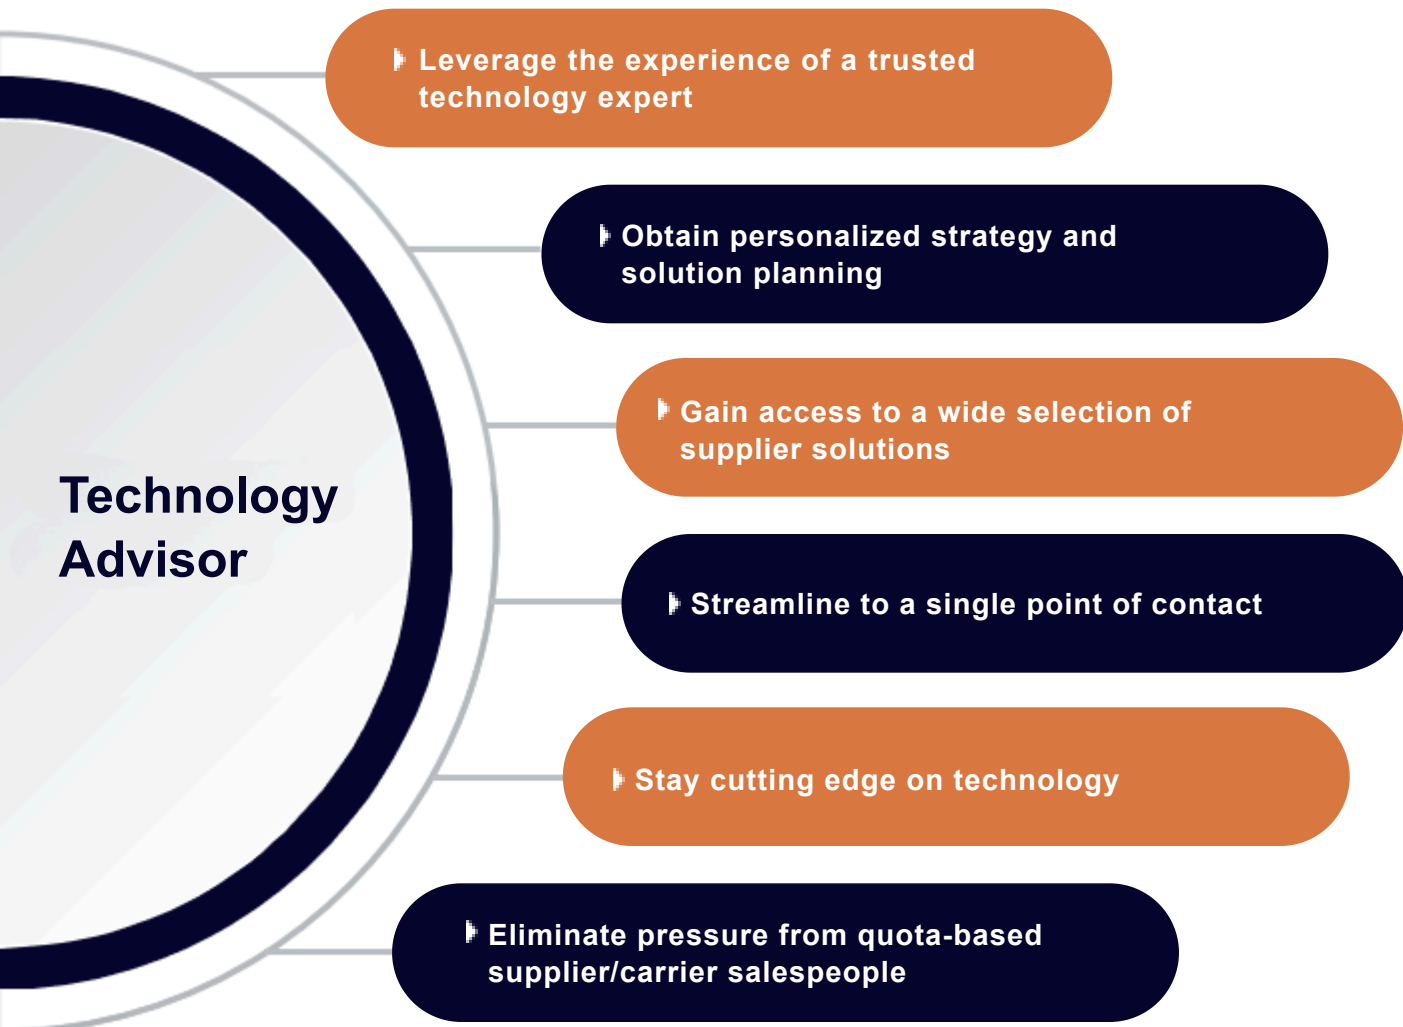 Leverage the experience of a trusted
technology expert
Obtain personalized strategy and
solution planning
Gain access to a wide selection of
supplier solutions
Technology
Advisor
Streamline to a single point of contact
Stay cutting edge on technology
Eliminate pressure from quota-based
supplier/carrier salespeople